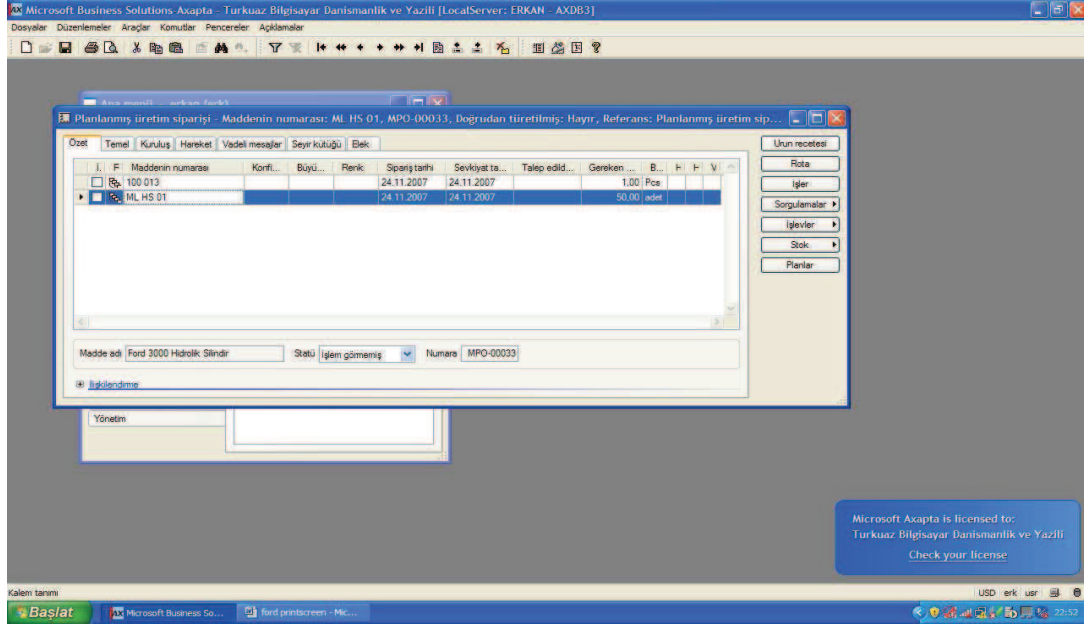 Microsoft Business Solutions-Axapta - Turkuaz Bilgisayar Danismanlik ve Yazili [LocalServer: ERKAN - AXDB3]
Dosyalar Düzenlemeler Araçlar Komutlar Pencereler Açıklamalar
Ana menü -- erkan (erk)
Planlanmış üretim siparişi - Maddenin numarası: ML HS 01, MPO-00033, Doğrudan türetilmiş: Hayır, Referans: Planlanmış üretim sip...
Özet Temel Kuruluş Hareket Vadeli mesajlar Seyir kütüğü Elek
Urun recetesi
Rota
İşler
Sorgulamalar
İşlevler
Stok
Planlar
I. F Maddenin numarası Konfi... Büyü... Renk Sipariş tarihi Sevkiyat ta... Talep edild... Gereken ... B... H H V
100 013 24.11.2007 24.11.2007 1.00 Pcs
ML HS 01 24.11.2007 24.11.2007 50,00 adet
Madde adı Ford 3000 Hidrolik Silindir Statü İşlem görmemiş Numara MPO-00033
İlişkilendirme
Yönetim
Microsoft Axapta is licensed to:
Turkuaz Bilgisayar Danismanlik ve Yazili
Check your license
Kalem tanımı
USD erk usr
Başlat Microsoft Business So... ford printscreen - Mic... 22:52